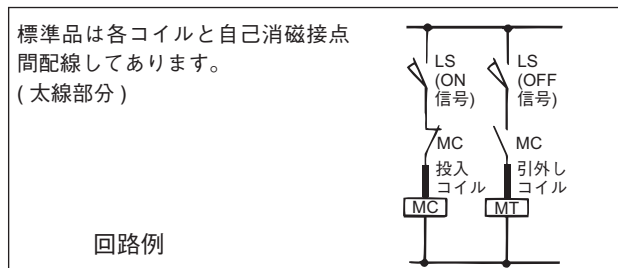 標準品は各コイルと自己消磁接点
間配線してあります。
(太線部分)
LS
(ON
信号)
LS
(OFF
信号)
MC
MC
投入
コイル
引外し
コイル
MC
MT
回路例